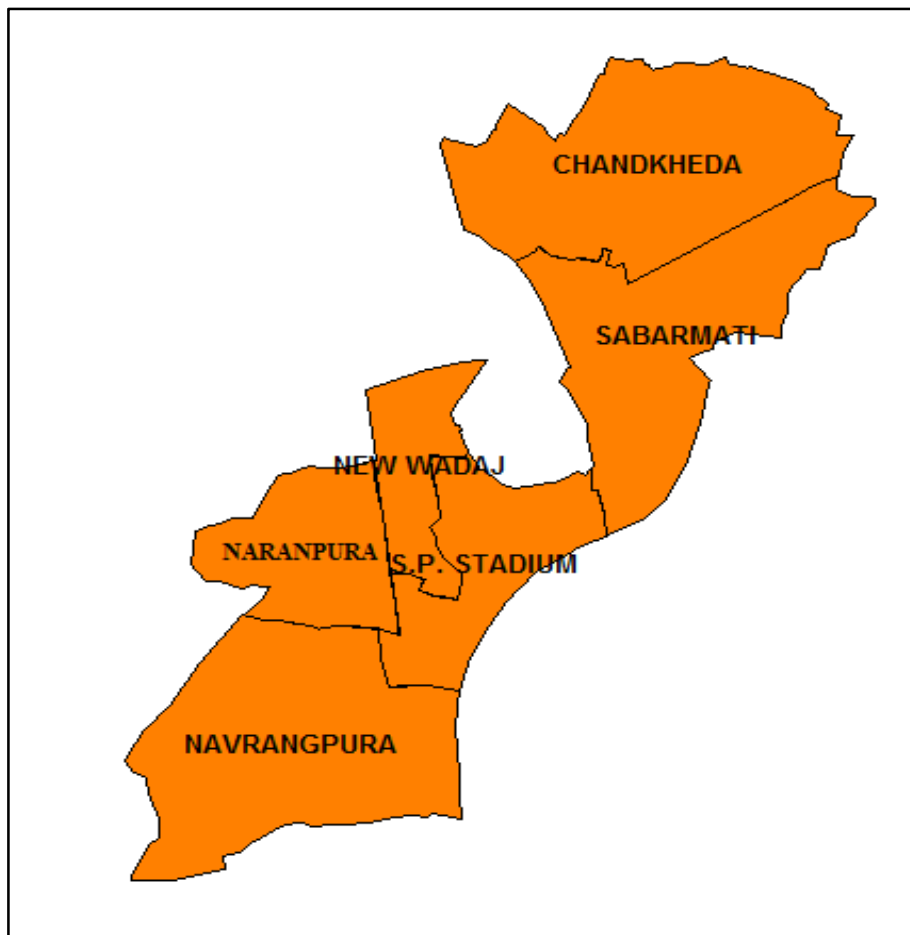 CHANDKHEDA
SABARMATI
NEW WADAJ
NARANPURA
S.P. STADIUM
NAVRANGPURA